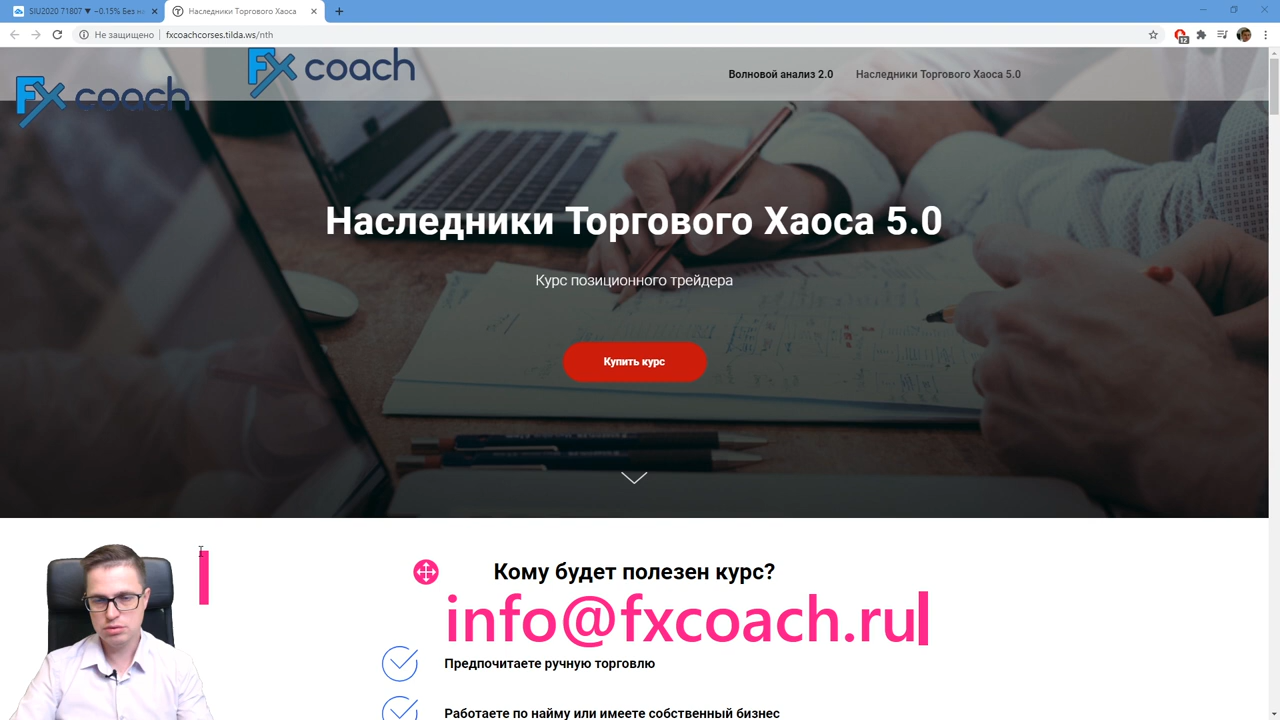 SiU2020 71807 ▼ −0.15% Без н
Наследники Торгового Хаоса
Не защищено
fxcoachcorses.tilda.ws/nth
12
Fx coach
Fx coach
Волновой анализ 2.0
Наследники Торгового Хаоса 5.0
Наследники Торгового Хаоса 5.0
Курс позиционного трейдера
Купить курс
Кому будет полезен курс?
info@fxcoach.ru
Предпочитаете ручную торговлю
Работаете по найму или имеете собственный бизнес